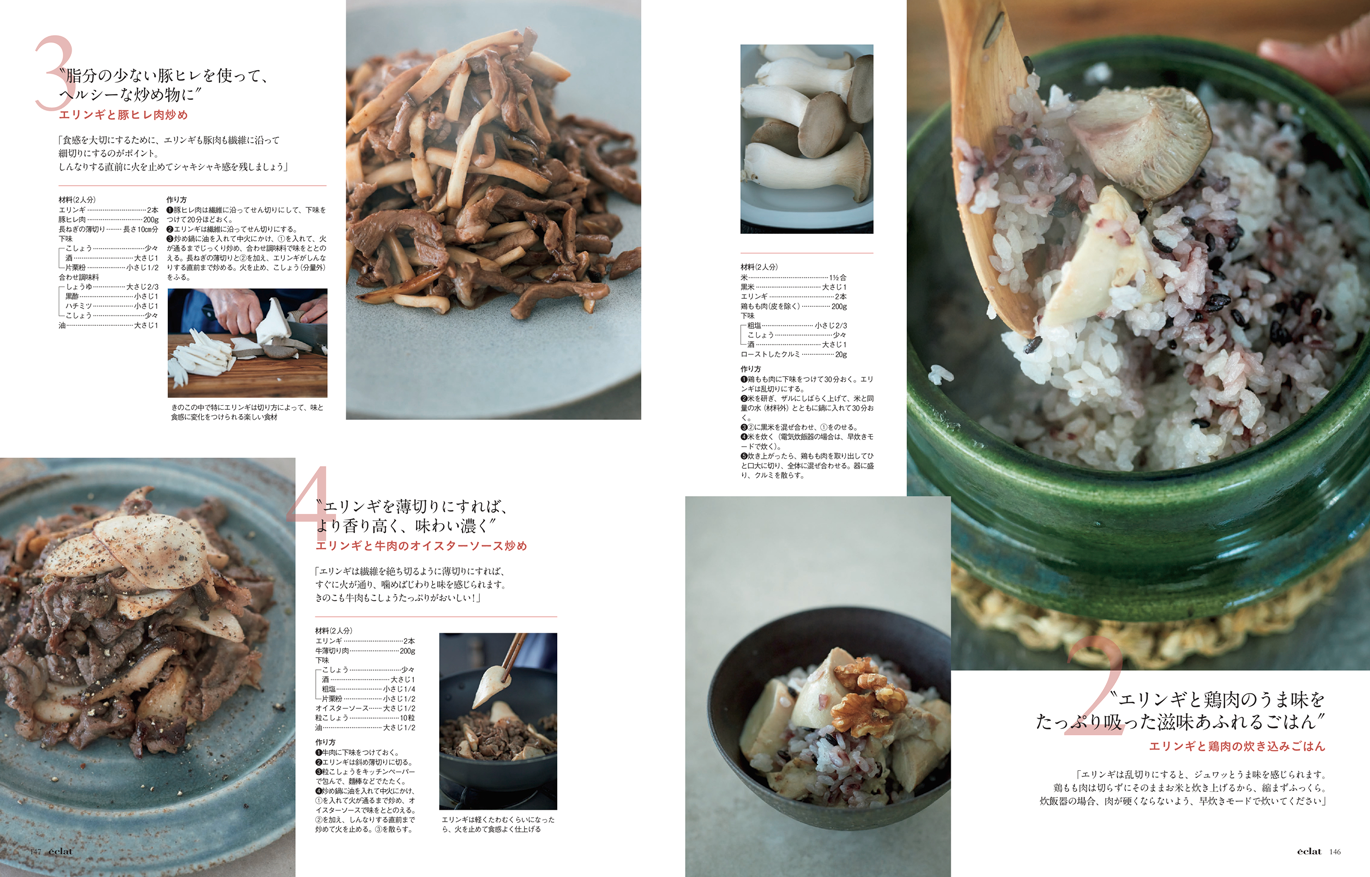 2
〝エリンギと鶏肉のうま味を
たっぷり吸った滋味あふれるごはん〞
エリンギと鶏肉の炊き込みごはん
「エリンギは乱切りにすると、ジュワッとうま味を感じられます。
鶏もも肉は切らずにそのままお米と炊き上げるから、縮まずふっくら。
炊飯器の場合、肉が硬くならないよう、早炊きモードで炊いてください」
材料(2人分)
米 1½合
黒米 大さじ1
エリンギ 2本
鶏もも肉(皮を除く) 200g
下味
粗塩 小さじ2/3
こしょう 少々
酒 大さじ1
ローストしたクルミ 20g
作り方
❶鶏もも肉に下味をつけて30分おく。エリ
ンギは乱切りにする。
❷米を研ぎ、ザルにしばらく上げて、米と同
量の水(材料外)とともに鍋に入れて30分お
く。
❸②に黒米を混ぜ合わせ、①をのせる。
❹米を炊く(電気炊飯器の場合は、早炊きモ
ードで炊く)。
❺炊き上がったら、鶏もも肉を取り出してひ
と口大に切り、全体に混ぜ合わせる。器に盛
り、クルミを散らす。
éclat 146
3
〝脂分の少ない豚ヒレを使って、
ヘルシーな炒め物に〞
エリンギと豚ヒレ肉炒め
「食感を大切にするために、エリンギも豚肉も繊維に沿って
細切りにするのがポイント。
しんなりする直前に火を止めてシャキシャキ感を残しましょう」
材料(2人分)
エリンギ 2本
豚ヒレ肉 200g
長ねぎの薄切り 長さ10cm分
下味
こしょう 少々
酒 大さじ1
片栗粉 小さじ1/2
合わせ調味料
しょうゆ 大さじ2/3
黒酢 小さじ1
ハチミツ 小さじ1
こしょう 少々
油 大さじ1
作り方
❶豚ヒレ肉は繊維に沿ってせん切りにして、下味を
つけて20分ほどおく。
❷エリンギは繊維に沿ってせん切りにする。
❸炒め鍋に油を入れて中火にかけ、①を入れて、火
が通るまでじっくり炒め、合わせ調味料で味をととの
える。長ねぎの薄切りと②を加え、エリンギがしんな
りする直前まで炒める。火を止め、こしょう(分量外)
をふる。
きのこの中で特にエリンギは切り方によって、味と
食感に変化をつけられる楽しい食材
4
〝エリンギを薄切りにすれば、
より香り高く、味わい濃く〞
エリンギと牛肉のオイスターソース炒め
「エリンギは繊維を絶ち切るように薄切りにすれば、
すぐに火が通り、噛めばじわりと味を感じられます。
きのこも牛肉もこしょうたっぷりがおいしい!」
材料(2人分)
エリンギ 2本
牛薄切り肉 200g
下味
こしょう 少々
酒 大さじ1
粗塩 小さじ1/4
片栗粉 小さじ1/2
オイスターソース 大さじ1/2
粒こしょう 10粒
油 大さじ1/2
作り方
❶牛肉に下味をつけておく。
❷エリンギは斜め薄切りに切る。
❸粒こしょうをキッチンペーパー
で包んで、麺棒などでたたく。
❹炒め鍋に油を入れて中火にかけ、
①を入れて火が通るまで炒め、オ
イスターソースで味をととのえる。
②を加え、しんなりする直前まで
炒めて火を止める。③を散らす。
エリンギは軽くたわむくらいになった
ら、火を止めて食感よく仕上げる
147 éclat